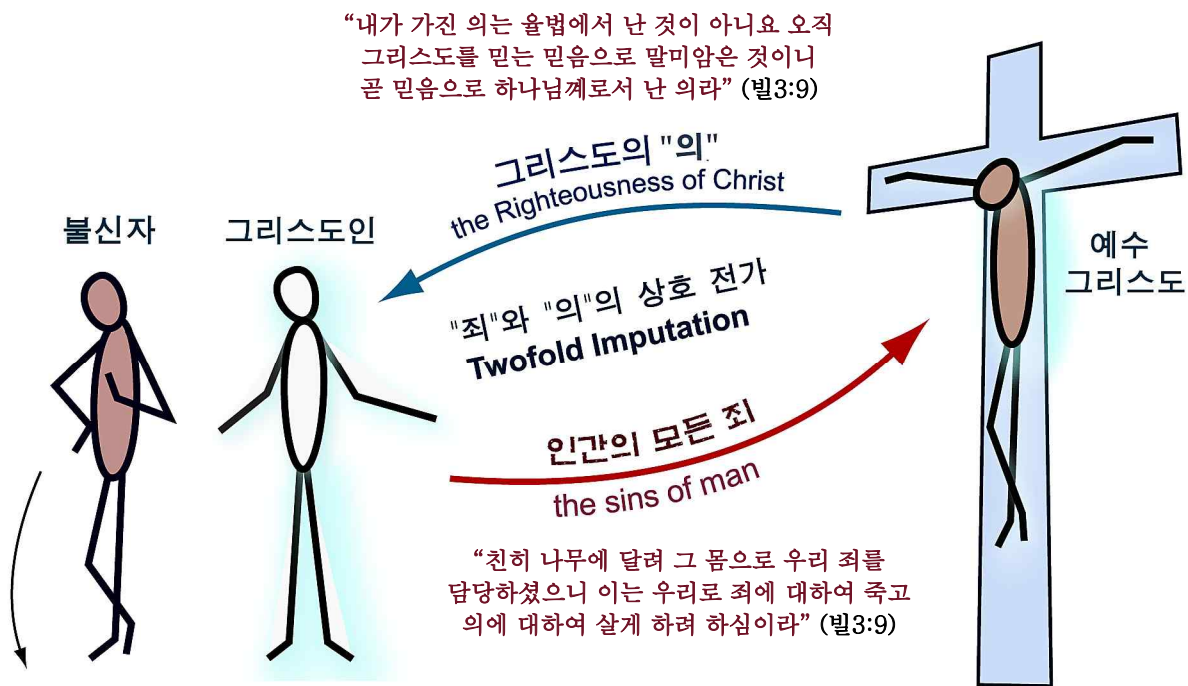 “내가 가진 의는 율법에서 난 것이 아니요 오직
그리스도를 믿는 믿음으로 말미암은 것이니
곧 믿음으로 하나님께로서 난 의라” (빌3:9)
그리스도의 "의"
the Righteousness of Christ
불신자
그리스도인
예수
그리스도
"죄"와 "의"의 상호 전가
Twofold Imputation
인간의 모든 죄
the sins of man
“친히 나무에 달려 그 몸으로 우리 죄를
담당하셨으니 이는 우리로 죄에 대하여 죽고
의에 대하여 살게 하려 하심이라” (빌3:9)